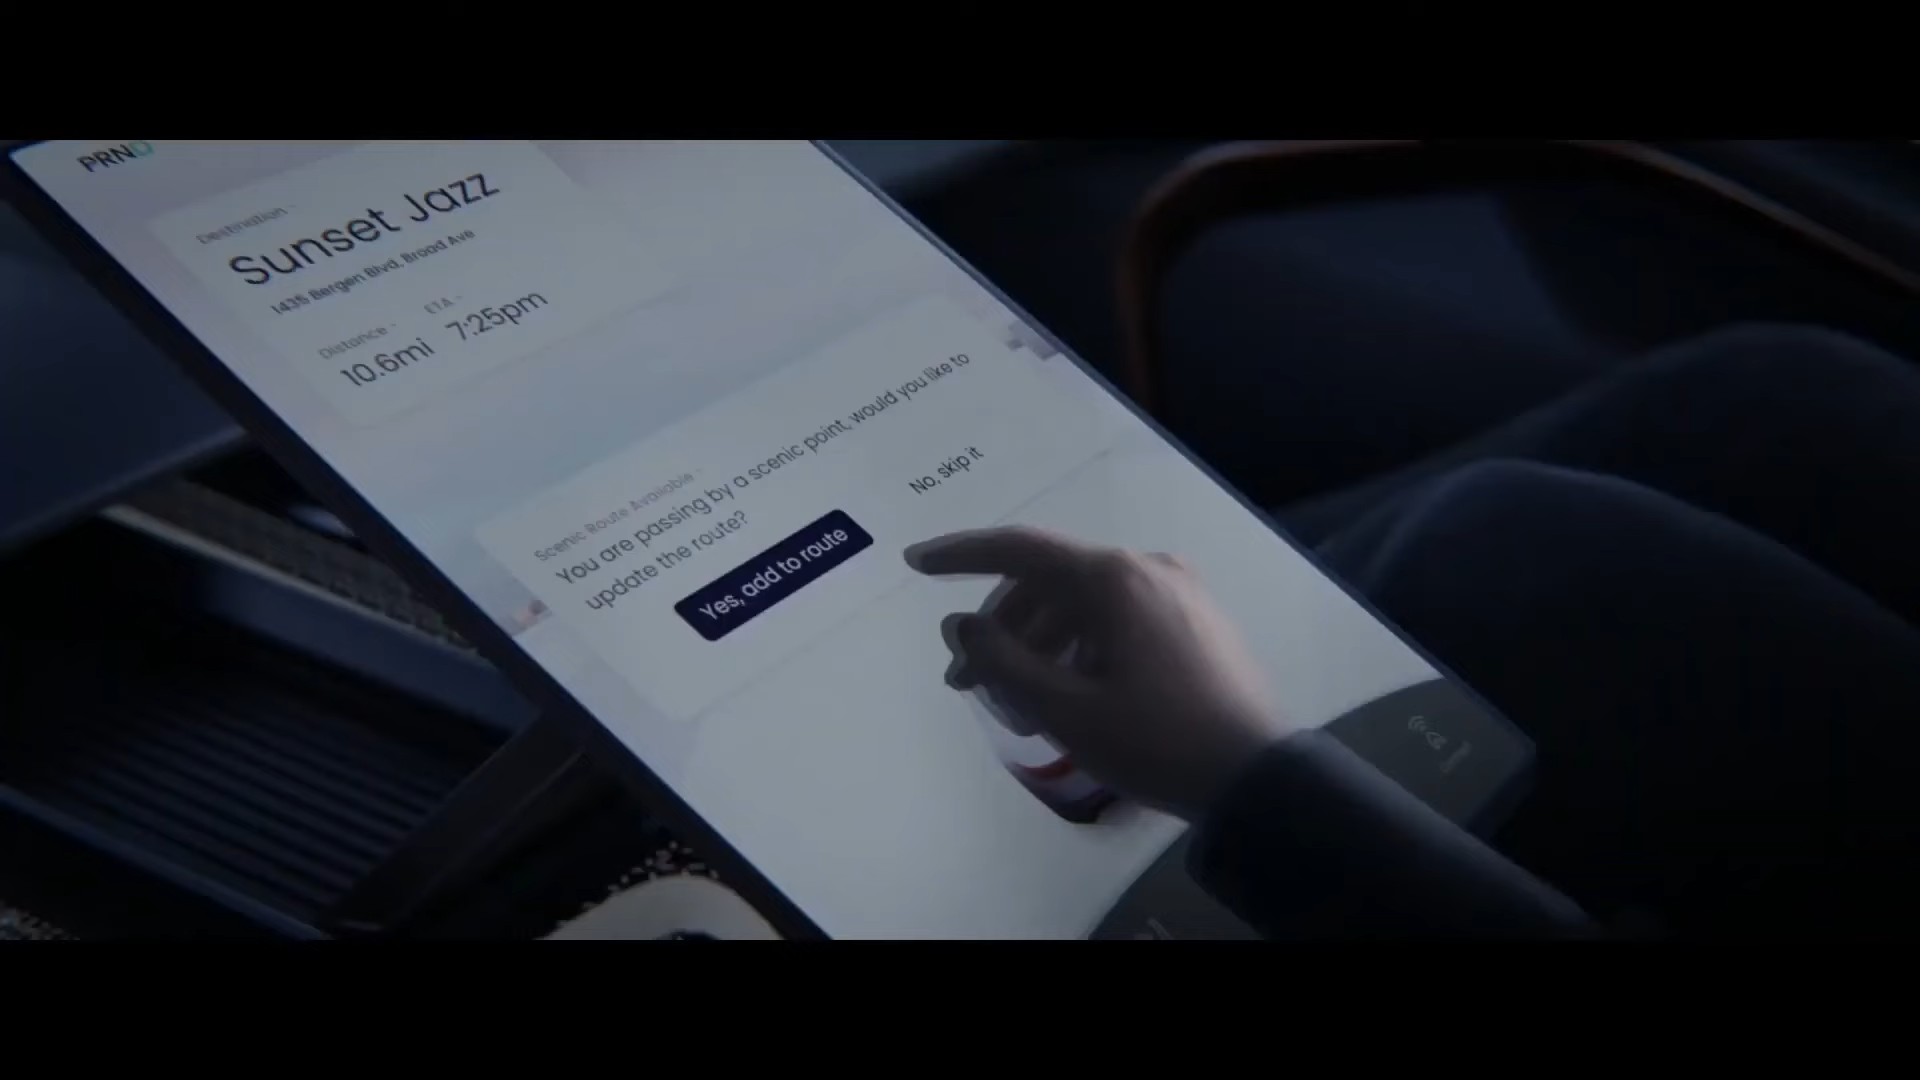 PRND
Destination -
Sunset Jazz
1435 Bergen Blvd, Broad Ave
Distance -
ETA -
10.6mi
7:25pm
Scenic Route Available -
You are passing by a scenic point, would you like to
update the route?
Yes, add to route
No, skip it